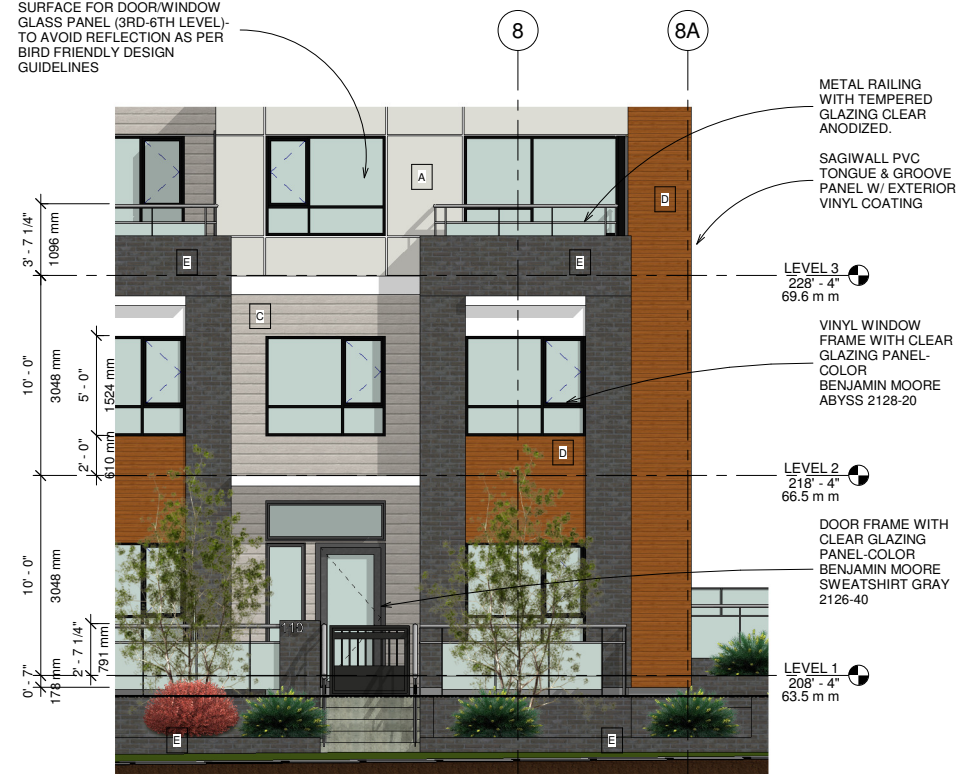 SURFACE FOR DOOR/WINDOW
GLASS PANEL (3RD-6TH LEVEL)-
TO AVOID REFLECTION AS PER
BIRD FRIENDLY DESIGN
GUIDELINES
8
8A
METAL RAILING
WITH TEMPERED
GLAZING CLEAR
ANODIZED.
SAGIWALL PVC
TONGUE & GROOVE
PANEL W/ EXTERIOR
VINYL COATING
A
D
E
E
C
D
3' - 7 1/4"
1096 mm
10' - 0"
3048 mm
5' - 0"
1524 mm
2' - 0"
610 mm
10' - 0"
3048 mm
2' - 7 1/4"
791 mm
0' - 7"
178 mm
LEVEL 3
228' - 4"
69.6 m m
VINYL WINDOW
FRAME WITH CLEAR
GLAZING PANEL-
COLOR
BENJAMIN MOORE
ABYSS 2128-20
LEVEL 2
218' - 4"
66.5 m m
DOOR FRAME WITH
CLEAR GLAZING
PANEL-COLOR
BENJAMIN MOORE
SWEATSHIRT GRAY
2126-40
LEVEL 1
208' - 4"
63.5 m m
E
E